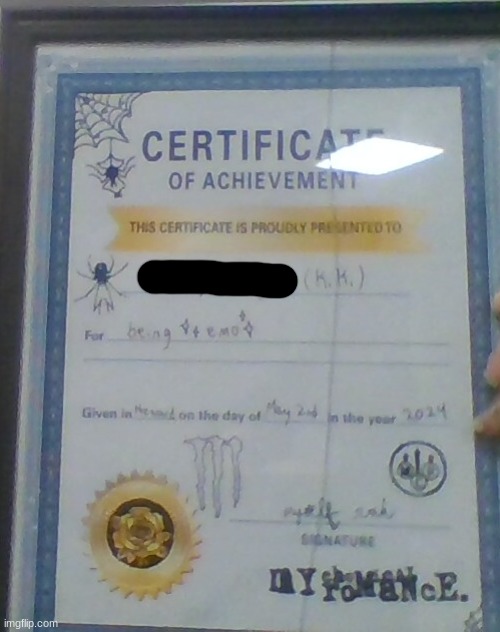 CERTIFICATE
OF ACHIEVEMENT
THIS CERTIFICATE IS PROUDLY PRESENTED TO
(K.K.)
For being emo
Given in on the day of May 2nd in the year 2024
myself
SIGNATURE
MY CHEMICAL
ROMANCE.
imgflip.com